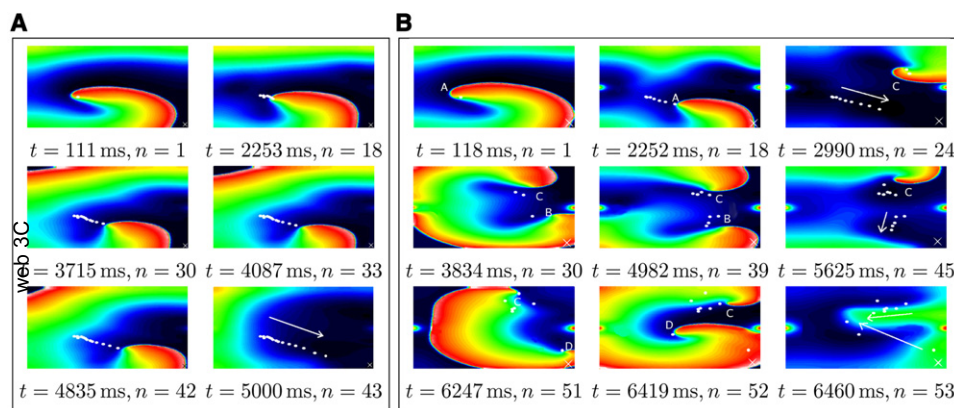 A
t = 111 ms, n = 1
t = 2253 ms, n = 18
t = 3715 ms, n = 30
t = 4087 ms, n = 33
t = 4835 ms, n = 42
t = 5000 ms, n = 43
web 3C
B
A
A
C
t = 118 ms, n = 1
t = 2252 ms, n = 18
t = 2990 ms, n = 24
C
B
C
B
C
t = 3834 ms, n = 30
t = 4982 ms, n = 39
t = 5625 ms, n = 45
C
D
C
D
t = 6247 ms, n = 51
t = 6419 ms, n = 52
t = 6460 ms, n = 53